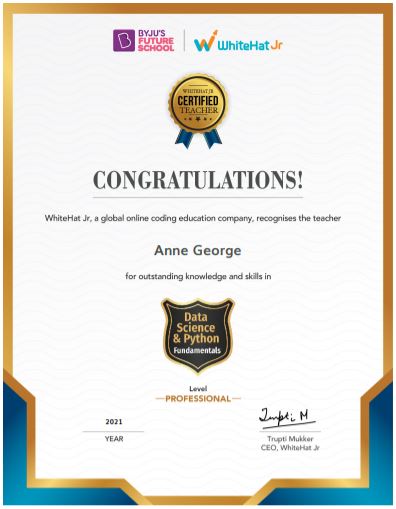 BYJU'S
FUTURE
SCHOOL
WhiteHat Jr
WHITEHAT JR
CERTIFIED
TEACHER
CONGRATULATIONS!
WhiteHat Jr, a global online coding education company, recognises the teacher
Anne George
for outstanding knowledge and skills in
Data
Science
& Python
Fundamentals
Level
PROFESSIONAL
2021
YEAR
Trupti M
Trupti Mukker
CEO, WhiteHat Jr